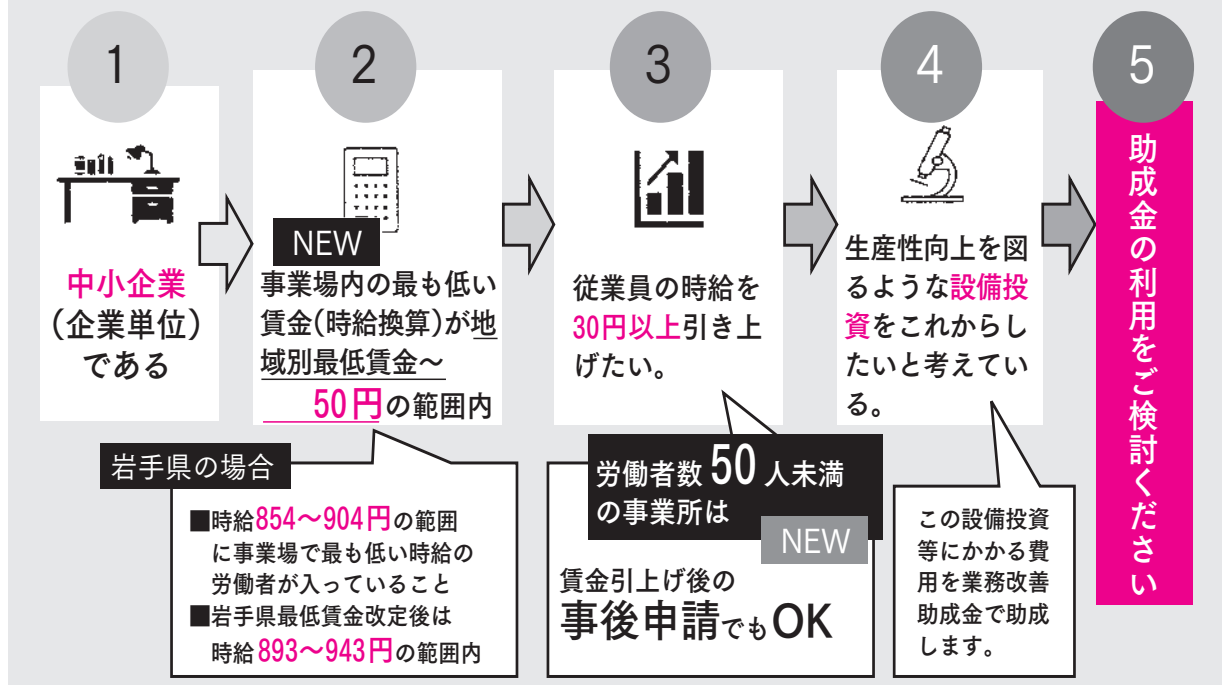 1
中小企業
（企業単位）
である
2
NEW
事業場内の最も低い
賃金（時給換算）が地
域別最低賃金～
50円の範囲内
岩手県の場合
■時給854～904円の範囲
に事業場で最も低い時給の
労働者が入っていること
■岩手県最低賃金改定後は
時給893～943円の範囲内
3
従業員の時給を
30円以上引き上
げたい。
労働者数50人未満
の事業所は
NEW
賃金引上げ後の
事後申請でもOK
4
生産性向上を図
るような設備投
資をこれからし
たいと考えてい
る。
この設備投資
等にかかる費
用を業務改善
助成金で助成
します。
5
助成金の利用をご検討ください